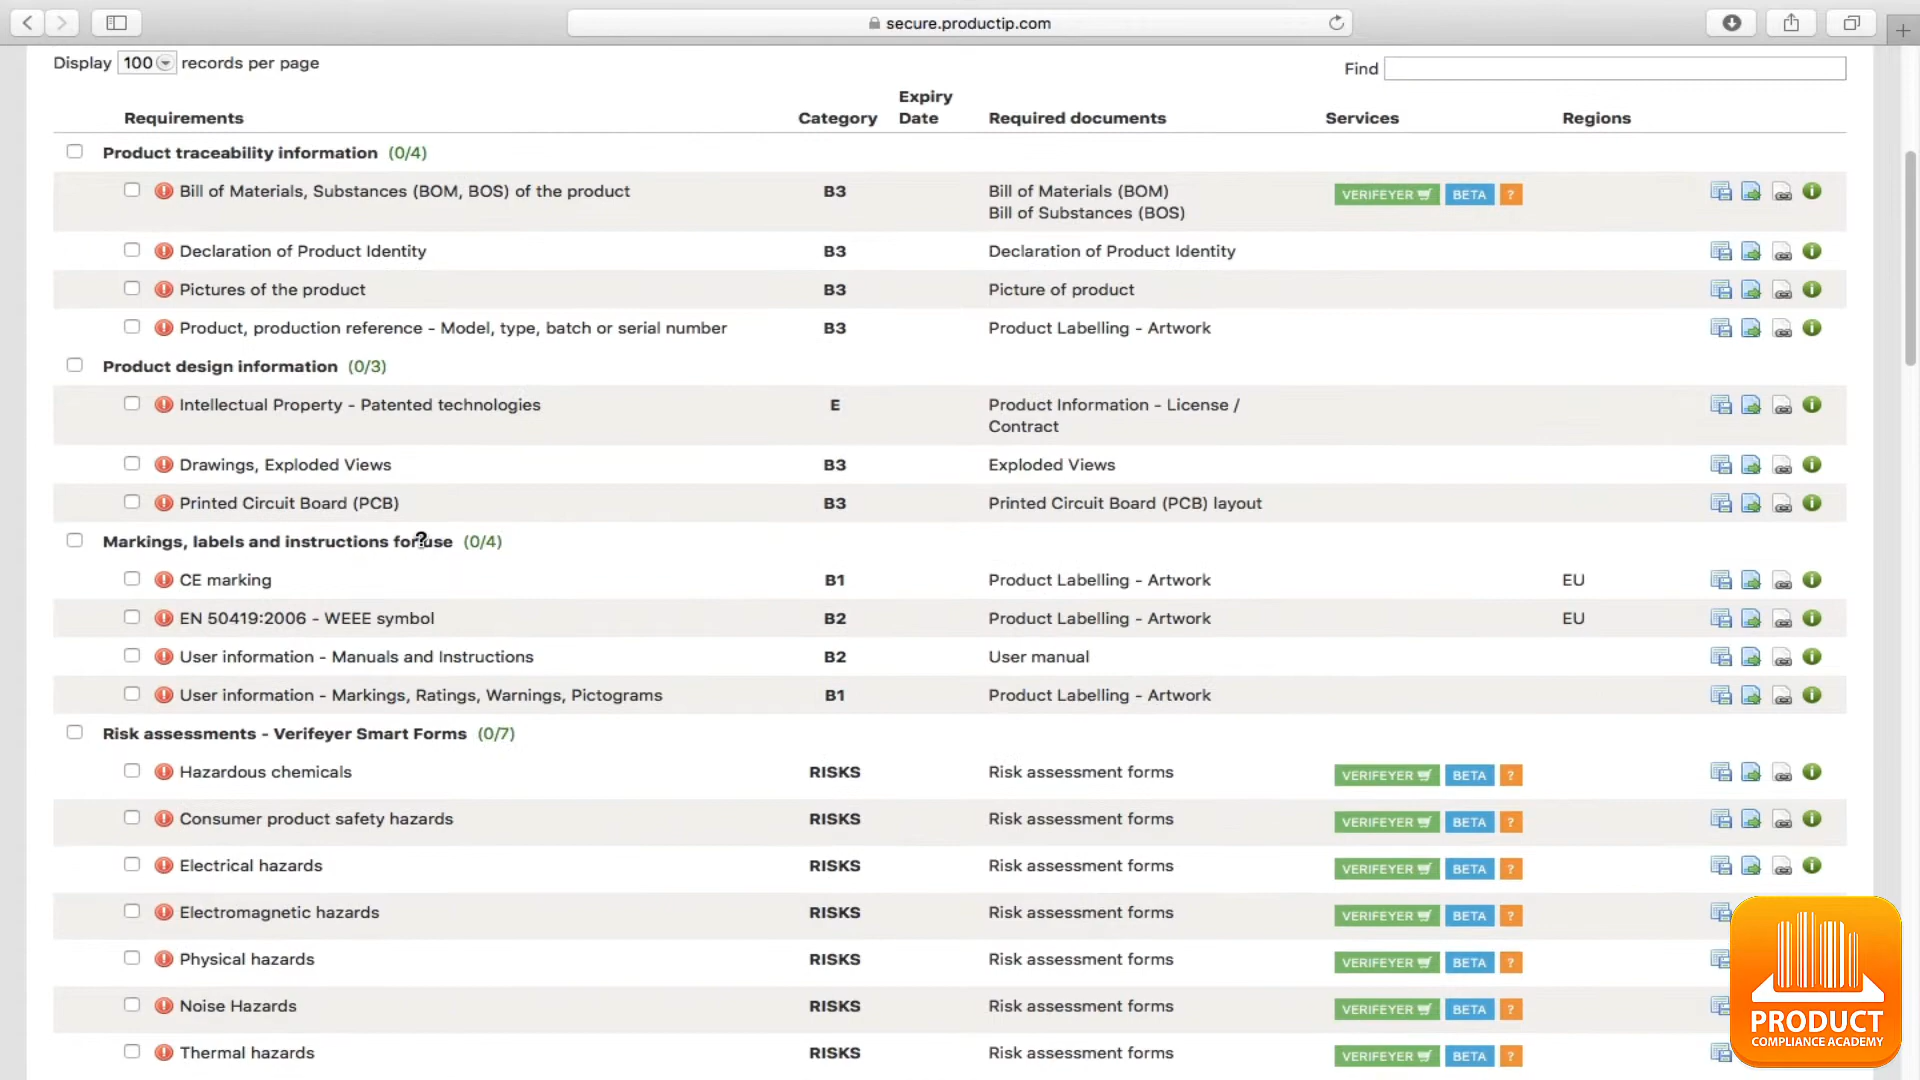 secure.productip.com
Display 100 records per page
Find
Requirements Category Expiry Date Required documents Services Regions
Product traceability information (0/4)
Bill of Materials, Substances (BOM, BOS) of the product B3 Bill of Materials (BOM) VERIFEYER BETA ?
Bill of Substances (BOS)
Declaration of Product Identity B3 Declaration of Product Identity
Pictures of the product B3 Picture of product
Product, production reference - Model, type, batch or serial number B3 Product Labelling - Artwork
Product design information (0/3)
Intellectual Property - Patented technologies E Product Information - License /
Contract
Drawings, Exploded Views B3 Exploded Views
Printed Circuit Board (PCB) B3 Printed Circuit Board (PCB) layout
Markings, labels and instructions for use (0/4)
CE marking B1 Product Labelling - Artwork EU
EN 50419:2006 - WEEE symbol B2 Product Labelling - Artwork EU
User information - Manuals and Instructions B2 User manual
User information - Markings, Ratings, Warnings, Pictograms B1 Product Labelling - Artwork
Risk assessments - Verifeyer Smart Forms (0/7)
Hazardous chemicals RISKS Risk assessment forms VERIFEYER BETA ?
Consumer product safety hazards RISKS Risk assessment forms VERIFEYER BETA ?
Electrical hazards RISKS Risk assessment forms VERIFEYER BETA ?
Electromagnetic hazards RISKS Risk assessment forms VERIFEYER BETA ?
Physical hazards RISKS Risk assessment forms VERIFEYER BETA ?
Noise Hazards RISKS Risk assessment forms VERIFEYER BETA ?
Thermal hazards RISKS Risk assessment forms VERIFEYER BETA ?
PRODUCT
COMPLIANCE ACADEMY